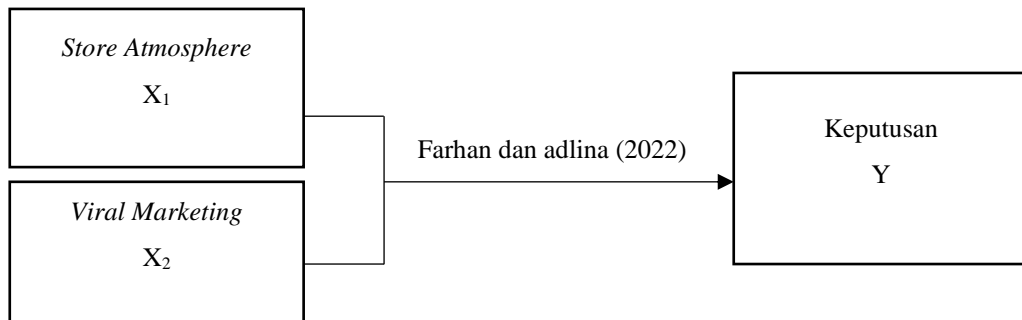 Store Atmosphere
X₁
Viral Marketing
X₂
Farhan dan adlina (2022)
Keputusan
Y